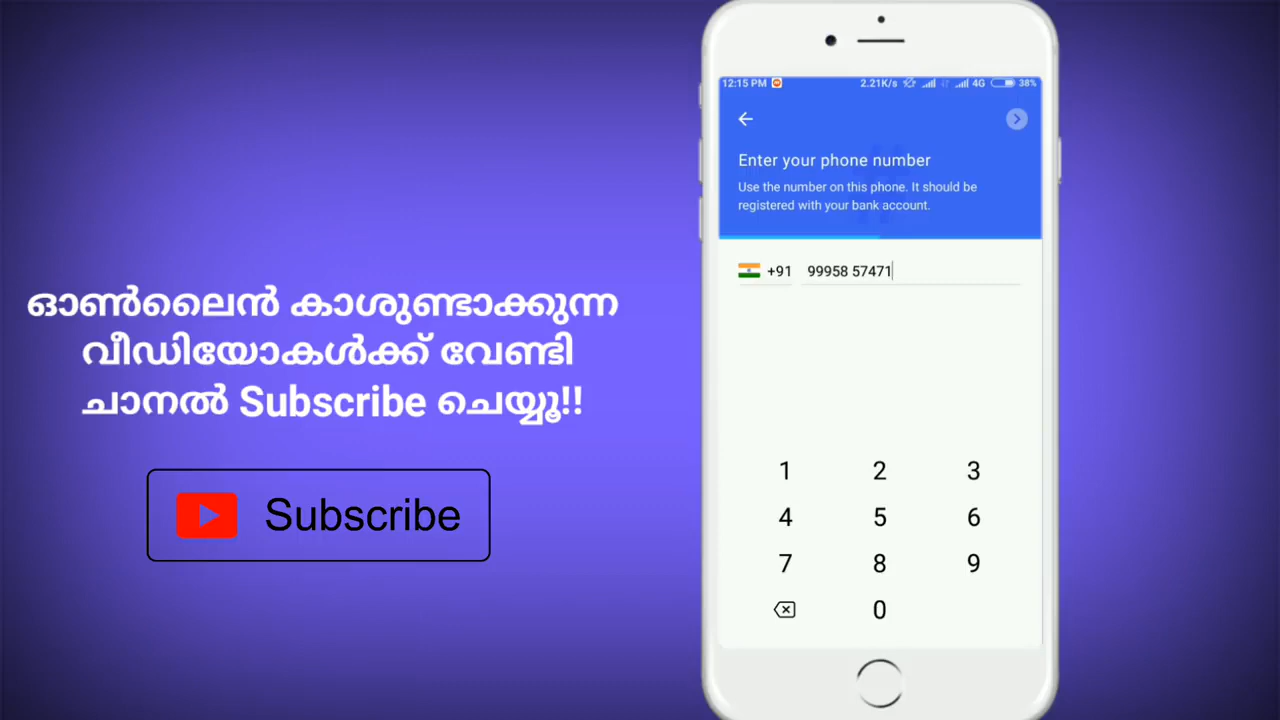 ഓൺലൈൻ കാശുണ്ടാക്കുന്ന
വീഡിയോകൾക്ക് വേണ്ടി
ചാനൽ Subscribe ചെയ്യൂ!!
Subscribe
12:15 PM 2.21K/s 4G 38%
Enter your phone number
Use the number on this phone. It should be
registered with your bank account.
+91 99958 57471
1 2 3
4 5 6
7 8 9
0